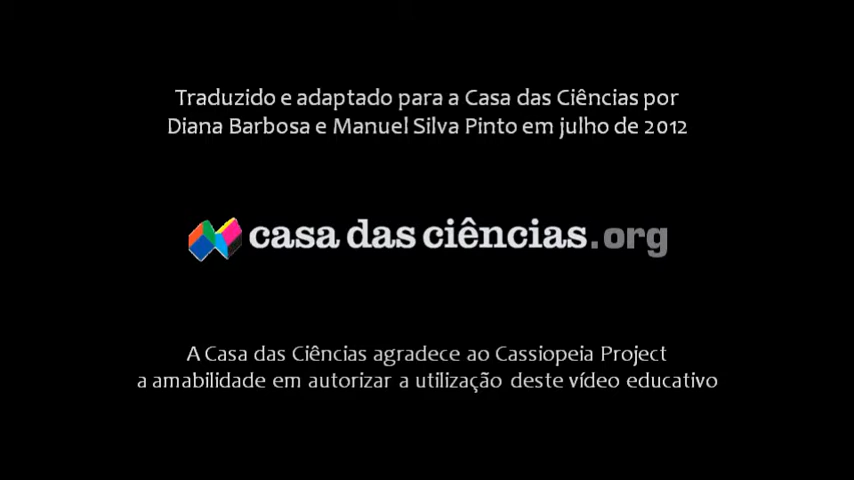 Traduzido e adaptado para a Casa das Ciências por
Diana Barbosa e Manuel Silva Pinto em julho de 2012
casa das ciências.org
A Casa das Ciências agradece ao Cassiopeia Project
a amabilidade em autorizar a utilização deste vídeo educativo